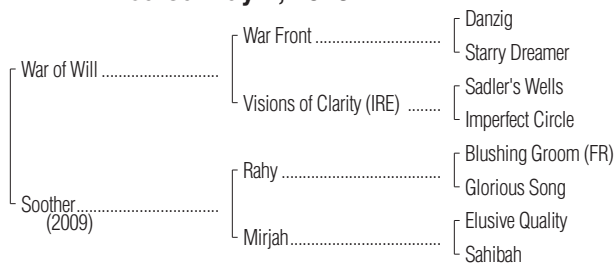 War of Will
Soother
(2009)
War Front
Visions of Clarity (IRE)
Rahy
Mirjah
Danzig
Starry Dreamer
Sadler's Wells
Imperfect Circle
Blushing Groom (FR)
Glorious Song
Elusive Quality
Sahibah